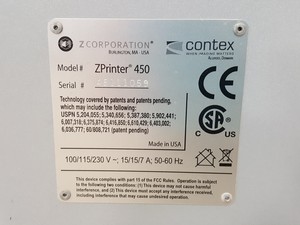 Z CORPORATION®
BURLINGTON, MA · USA
contex
Model # ZPrinter® 450
Serial #
Technology covered by patents and patents pending,
which may include the following:
USPN 5,204,055; 5,340,656; 5,387,380; 5,902,441;
6,007,318; 6,375,874; 6,416,850; 6,610,429; 6,403,002;
6,036,777; 60/808,721 (patent pending)
Made in USA
CE
SA
C US
100/115/230 V ~; 15/15/7 A; 50-60 Hz
This device complies with part 15 of the FCC Rules. Operation is subject
to the following two conditions: (1) This device may not cause harmful
interference, and (2) This device must accept any interference
received, including interference that may cause undesired operation.